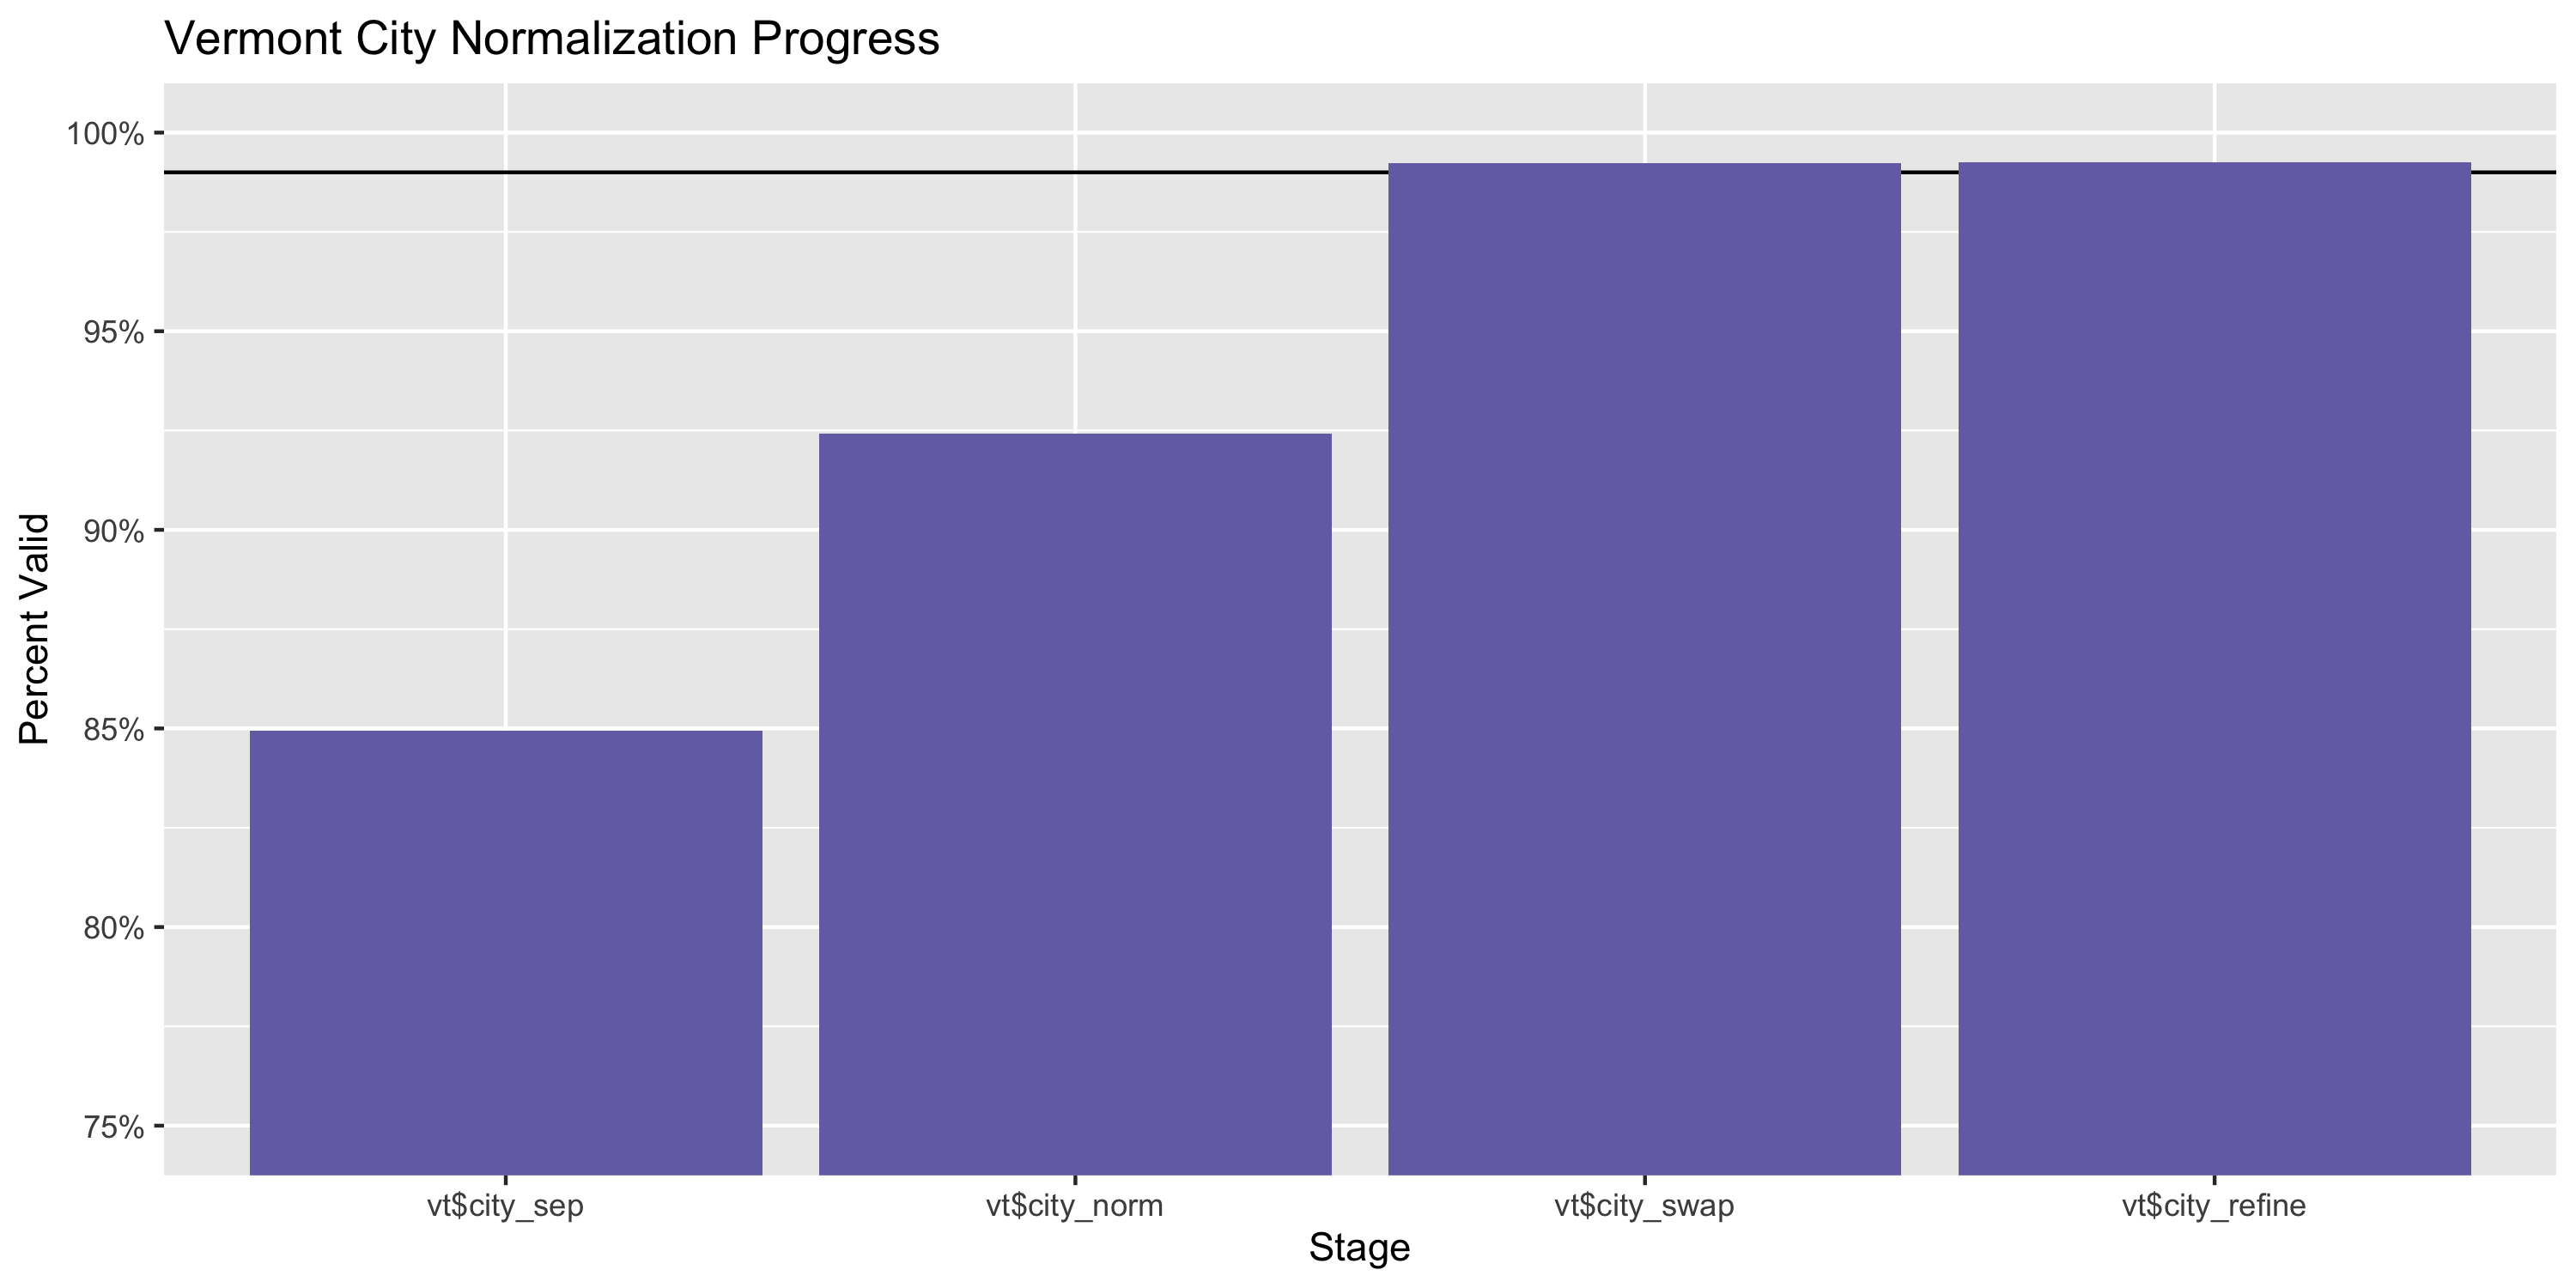 Vermont City Normalization Progress
Percent Valid
100%
95%
90%
85%
80%
75%
vt$city_sep
vt$city_norm
vt$city_swap
vt$city_refine
Stage